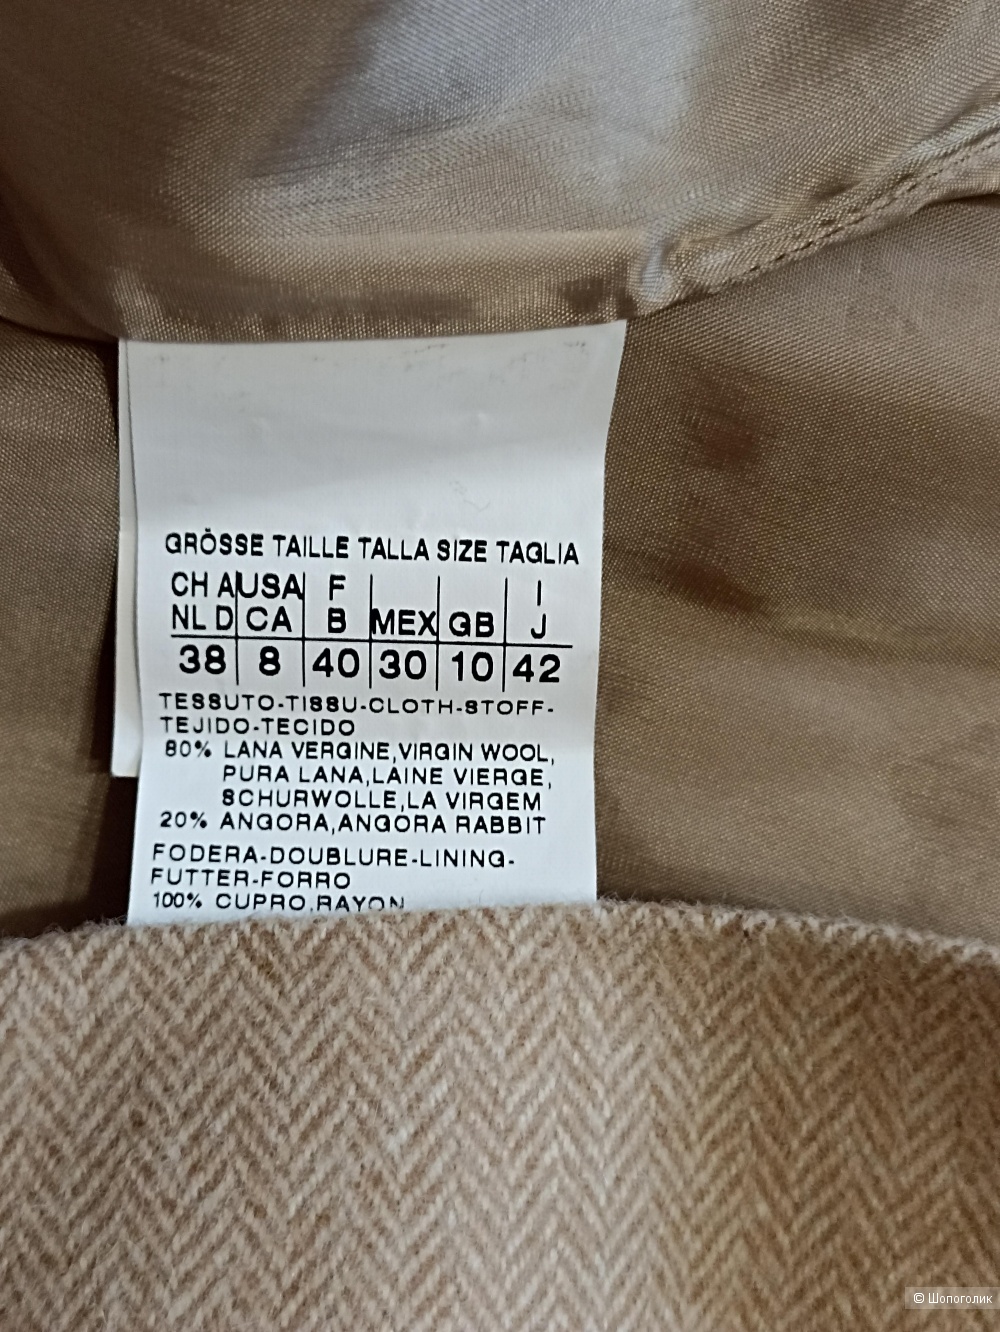 GRÖSSE TAILLE TALLA SIZE TAGLIA
CH A USA F I
NL D CA B MEX GB J
38 8 40 30 10 42
TESSUTO-TISSU-CLOTH-STOFF-
TEJIDO-TECIDO
80% LANA VERGINE,VIRGIN WOOL,
PURA LANA,LAINE VIERGE,
SCHURWOLLE,LA VIRGEM
20% ANGORA,ANGORA RABBIT
FODERA-DOUBLURE-LINING-
FUTTER-FORRO
100% CUPRO,RAYON
© Шопоголик